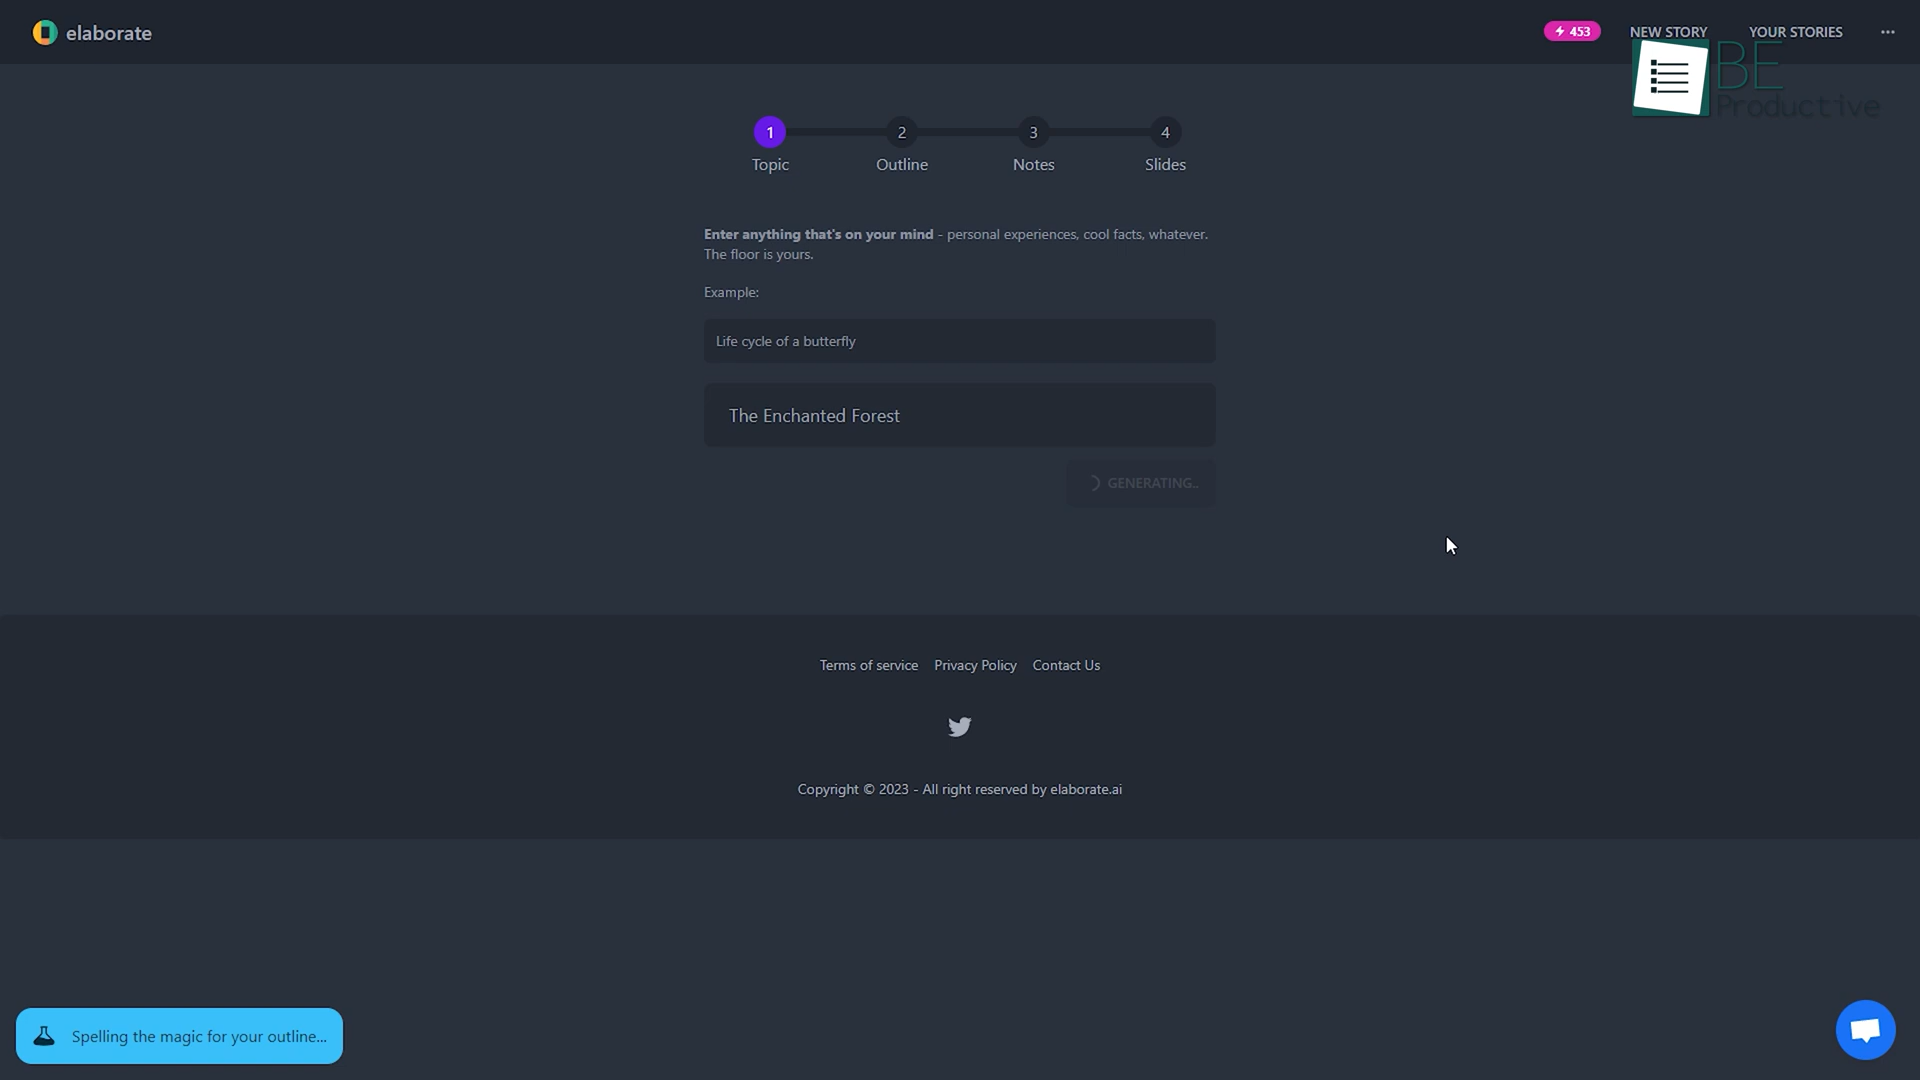 elaborate
453
NEW STORY
YOUR STORIES
BE
Productive
1
2
3
4
Topic
Outline
Notes
Slides
Enter anything that's on your mind - personal experiences, cool facts, whatever.
The floor is yours.
Example:
Life cycle of a butterfly
The Enchanted Forest
GENERATING..
Terms of service
Privacy Policy
Contact Us
Copyright © 2023 - All right reserved by elaborate.ai
Spelling the magic for your outline...